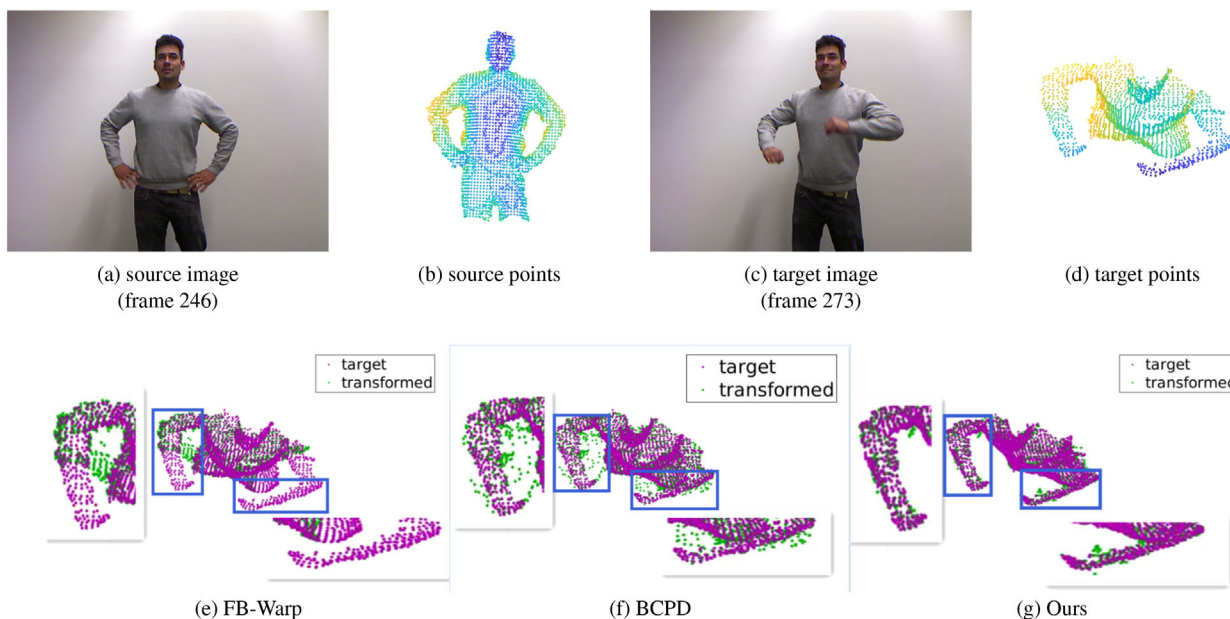 (a) source image
(frame 246)
(b) source points
(c) target image
(frame 273)
(d) target points
target
transformed
target
transformed
target
transformed
(e) FB-Warp
(f) BCPD
(g) Ours